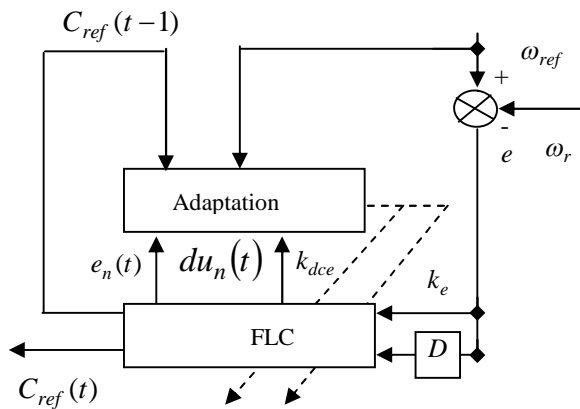 C_ref(t−1)
ω_ref
+
-
e
ω_r
Adaptation
e_n(t)
du_n(t)
k_dce
k_e
FLC
D
C_ref(t)